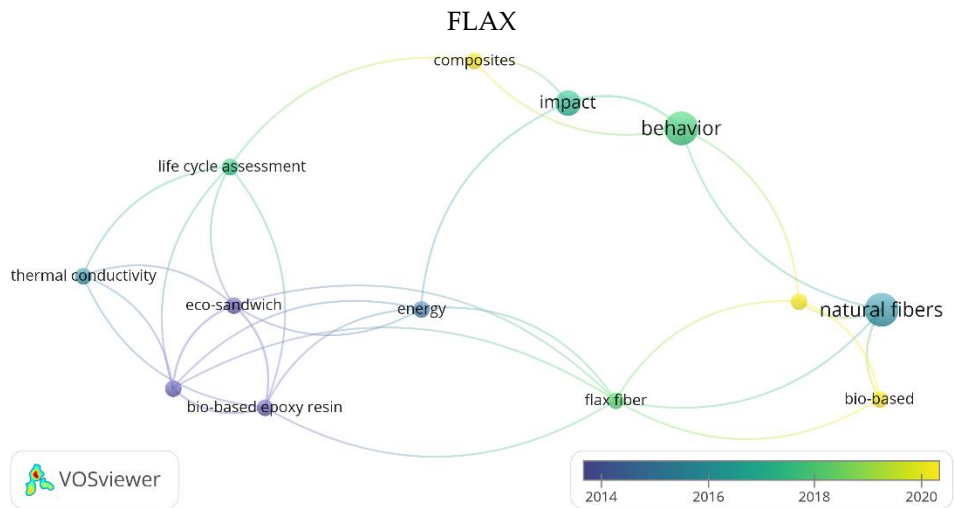 FLAX
composites
impact
behavior
life cycle assessment
thermal conductivity
eco-sandwich
energy
natural fibers
bio-based epoxy resin
flax fiber
bio-based
VOSviewer
2014 2016 2018 2020